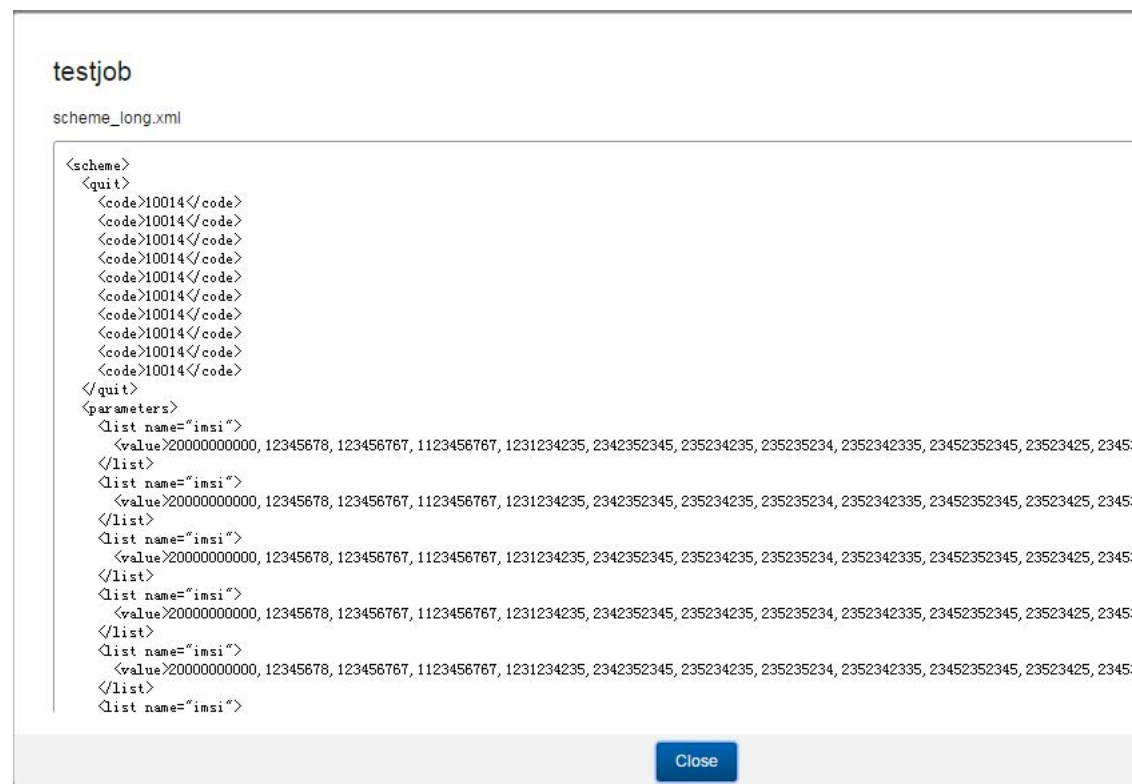 testjob
scheme_long.xml
<scheme>
<quit>
<code>10014</code>
<code>10014</code>
<code>10014</code>
<code>10014</code>
<code>10014</code>
<code>10014</code>
<code>10014</code>
<code>10014</code>
<code>10014</code>
<code>10014</code>
</quit>
<parameters>
<list name="imsi">
<value>20000000000, 12345678, 123456767, 1123456767, 1231234235, 2342352345, 235234235, 235235234, 2352342335, 23452352345, 23523425, 2345
</list>
<list name="imsi">
<value>20000000000, 12345678, 123456767, 1123456767, 1231234235, 2342352345, 235234235, 235235234, 2352342335, 23452352345, 23523425, 2345
</list>
<list name="imsi">
<value>20000000000, 12345678, 123456767, 1123456767, 1231234235, 2342352345, 235234235, 235235234, 2352342335, 23452352345, 23523425, 2345
</list>
<list name="imsi">
<value>20000000000, 12345678, 123456767, 1123456767, 1231234235, 2342352345, 235234235, 235235234, 2352342335, 23452352345, 23523425, 2345
</list>
<list name="imsi">
<value>20000000000, 12345678, 123456767, 1123456767, 1231234235, 2342352345, 235234235, 235235234, 2352342335, 23452352345, 23523425, 2345
</list>
<list name="imsi">
Close